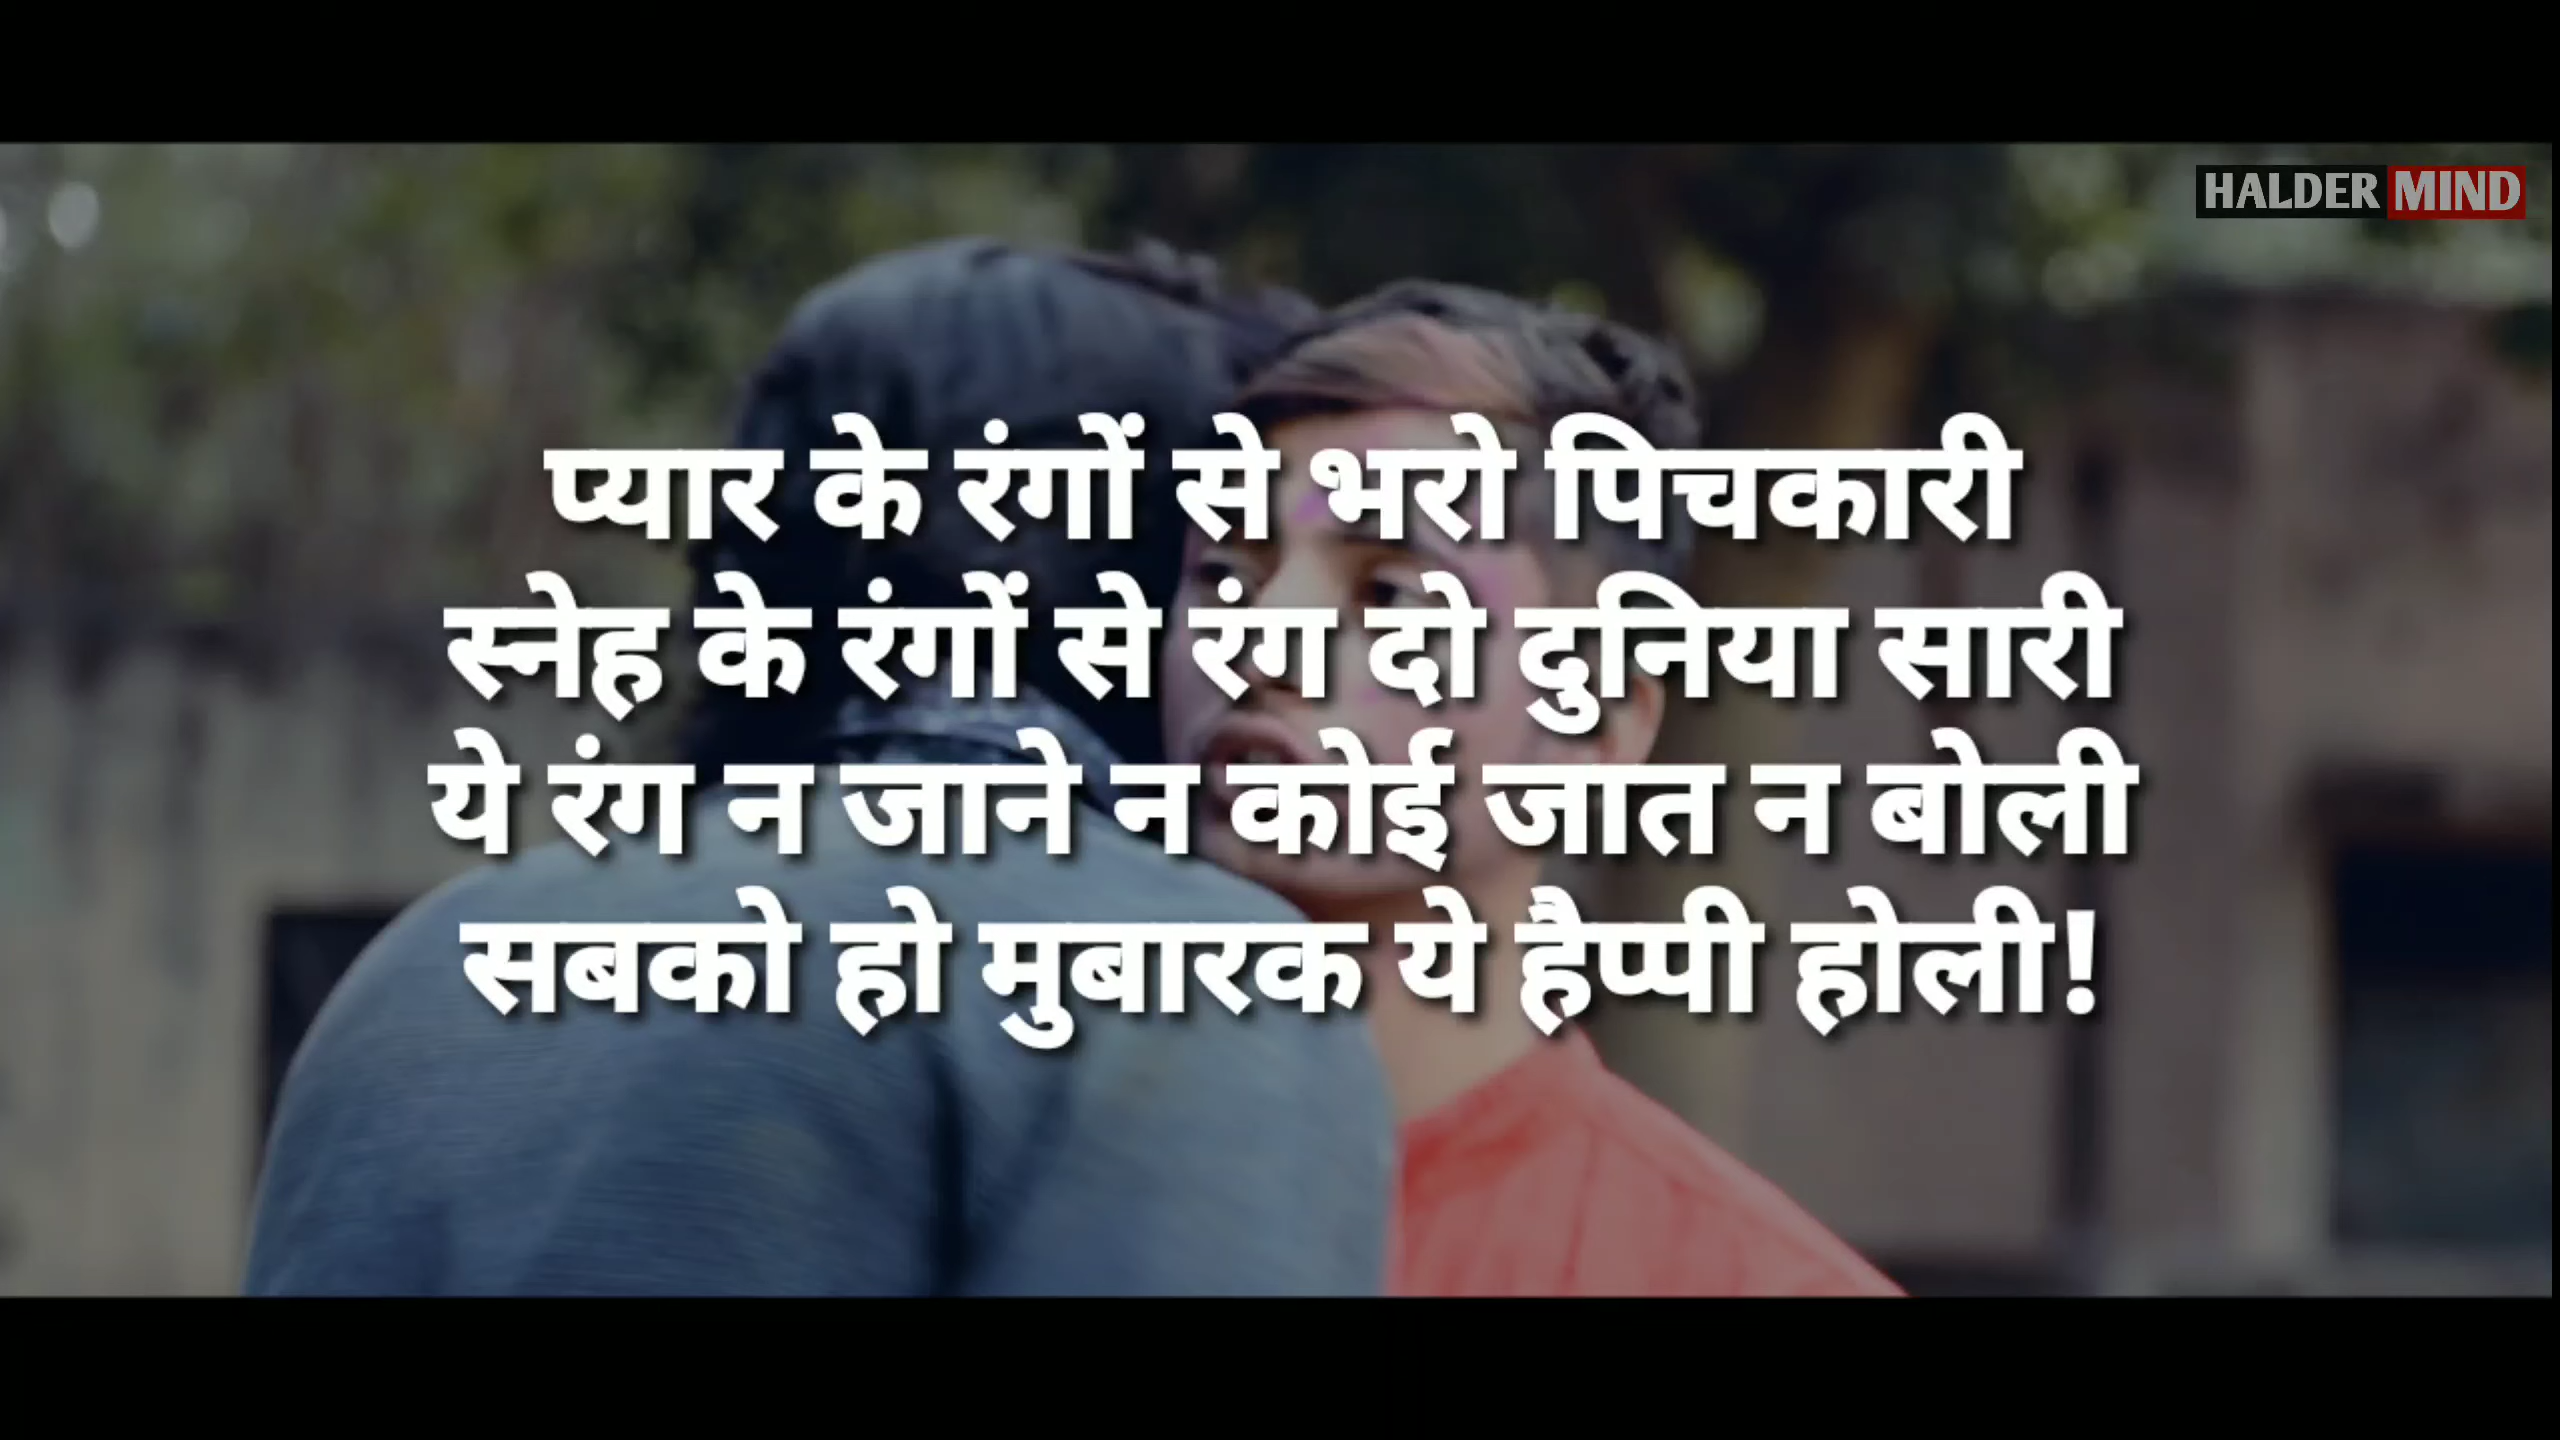 HALDER MIND
प्यार के रंगों से भरो पिचकारी
स्नेह के रंगों से रंग दो दुनिया सारी
ये रंग न जाने न कोई जात न बोली
सबको हो मुबारक ये हैप्पी होली!